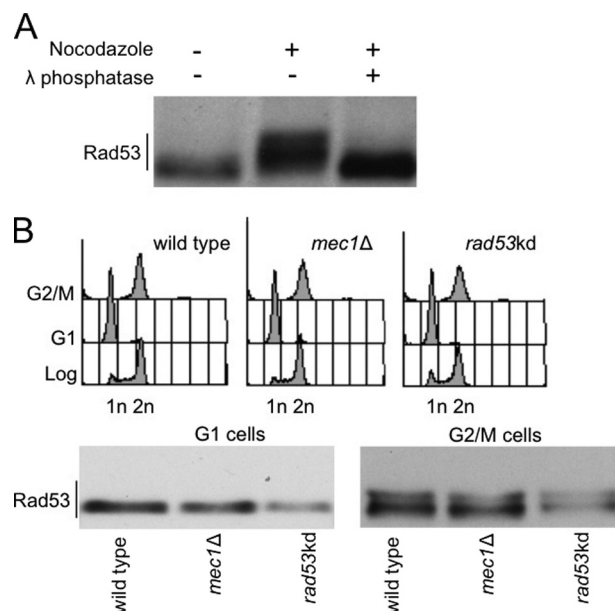 A
Nocodazole - + +
λ phosphatase - - +
Rad53
B
wild type mec1Δ rad53kd
G2/M
G1
Log
1n 2n 1n 2n 1n 2n
G1 cells G2/M cells
Rad53
wild type mec1Δ rad53kd wild type mec1Δ rad53kd